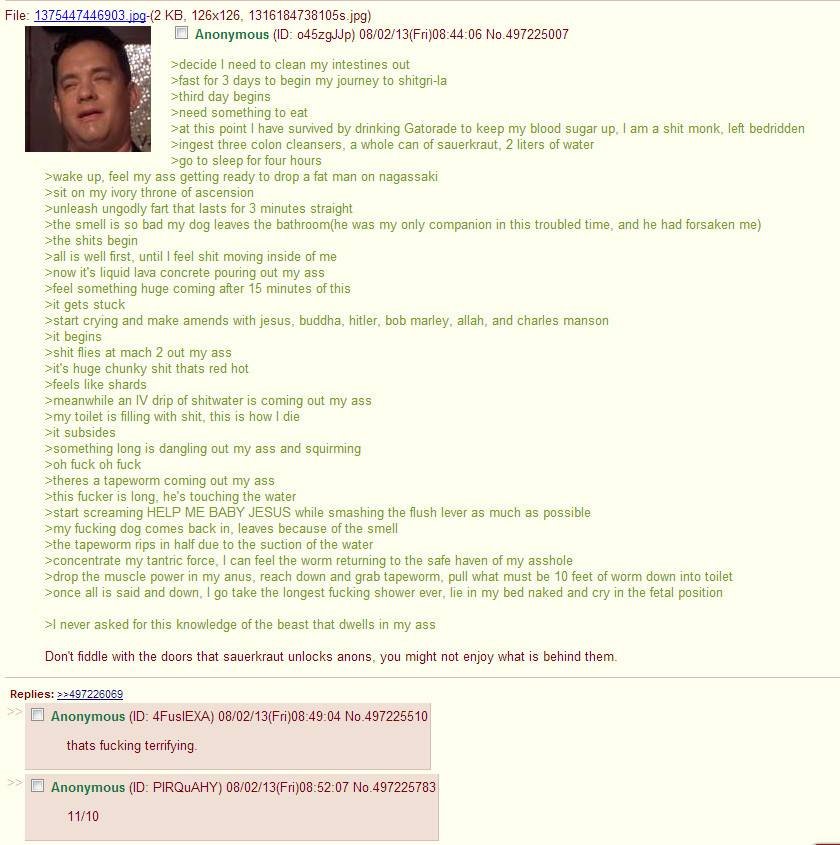 File: 1375447446903.jpg-(2 KB, 126x126, 1316184738105s.jpg)
Anonymous (ID: o45zgJJp) 08/02/13(Fri)08:44:06 No.497225007
>decide I need to clean my intestines out
>fast for 3 days to begin my journey to shitgri-la
>third day begins
>need something to eat
>at this point I have survived by drinking Gatorade to keep my blood sugar up, I am a shit monk, left bedridden
>ingest three colon cleansers, a whole can of sauerkraut, 2 liters of water
>go to sleep for four hours
>wake up, feel my ass getting ready to drop a fat man on nagassaki
>sit on my ivory throne of ascension
>unleash ungodly fart that lasts for 3 minutes straight
>the smell is so bad my dog leaves the bathroom(he was my only companion in this troubled time, and he had forsaken me)
>the shits begin
>all is well first, until I feel shit moving inside of me
>now it's liquid lava concrete pouring out my ass
>feel something huge coming after 15 minutes of this
>it gets stuck
>start crying and make amends with jesus, buddha, hitler, bob marley, allah, and charles manson
>it begins
>shit flies at mach 2 out my ass
>it's huge chunky shit thats red hot
>feels like shards
>meanwhile an IV drip of shitwater is coming out my ass
>my toilet is filling with shit, this is how I die
>it subsides
>something long is dangling out my ass and squirming
>oh fuck oh fuck
>theres a tapeworm coming out my ass
>this fucker is long, he's touching the water
>start screaming HELP ME BABY JESUS while smashing the flush lever as much as possible
>my fucking dog comes back in, leaves because of the smell
>the tapeworm rips in half due to the suction of the water
>concentrate my tantric force, I can feel the worm returning to the safe haven of my asshole
>drop the muscle power in my anus, reach down and grab tapeworm, pull what must be 10 feet of worm down into toilet
>once all is said and down, I go take the longest fucking shower ever, lie in my bed naked and cry in the fetal position
>I never asked for this knowledge of the beast that dwells in my ass
Don't fiddle with the doors that sauerkraut unlocks anons, you might not enjoy what is behind them.
Replies: >>497226069
>> Anonymous (ID: 4FuslEXA) 08/02/13(Fri)08:49:04 No.497225510
thats fucking terrifying.
>> Anonymous (ID: PIRQuAHY) 08/02/13(Fri)08:52:07 No.497225783
11/10